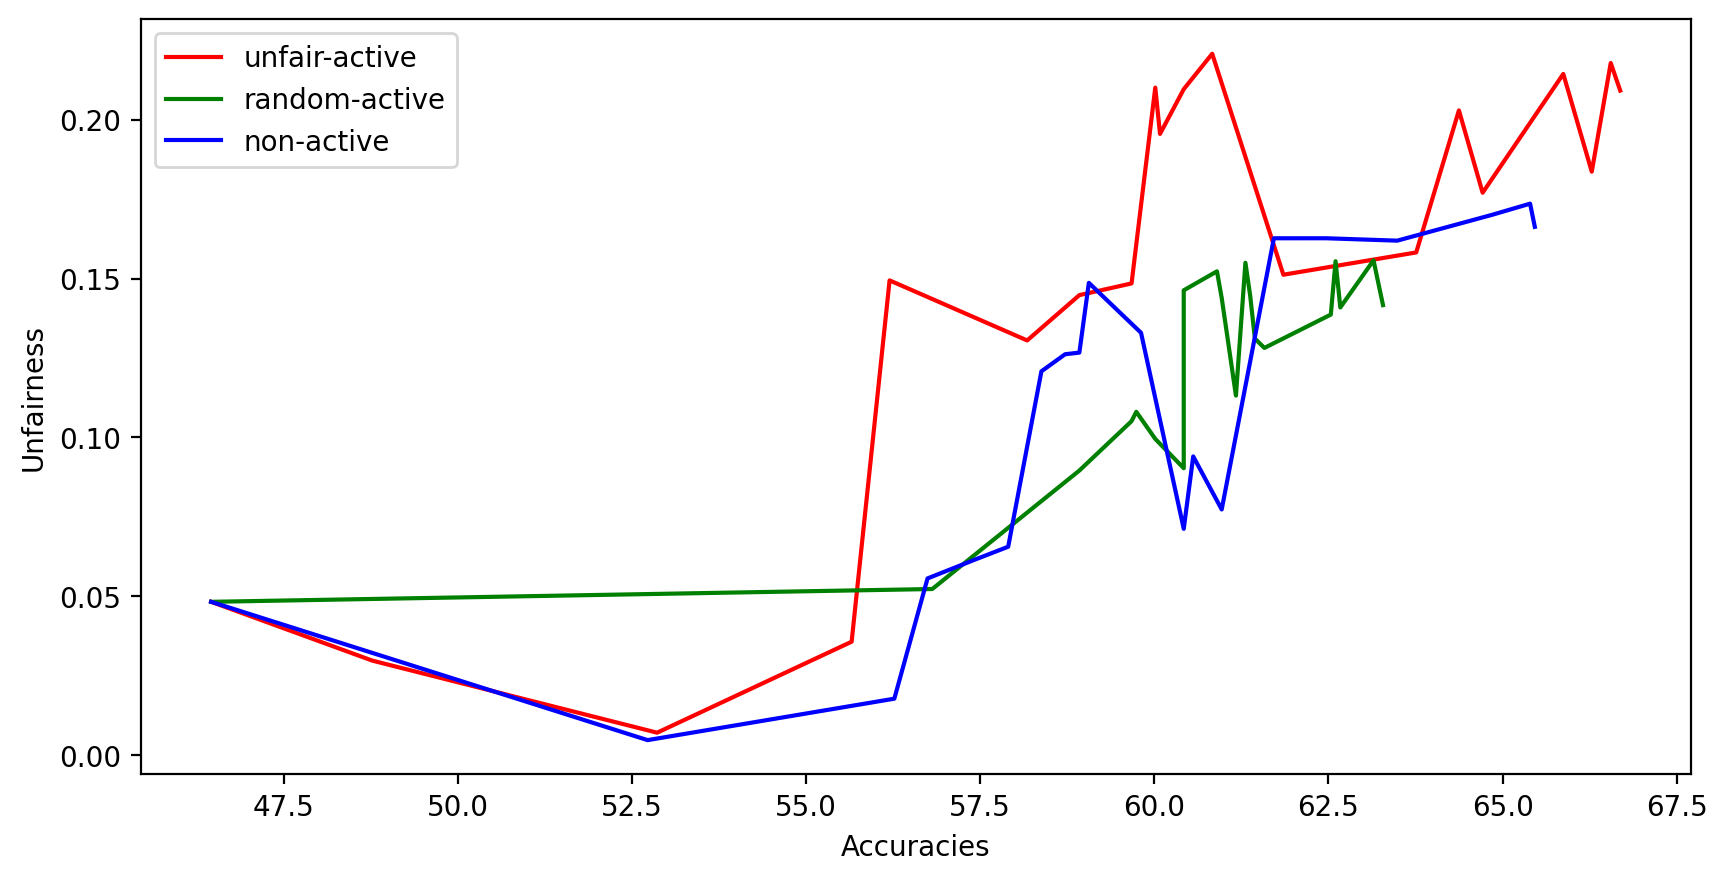 unfair-active
random-active
non-active
Unfairness
0.20
0.15
0.10
0.05
0.00
47.5 50.0 52.5 55.0 57.5 60.0 62.5 65.0 67.5
Accuracies